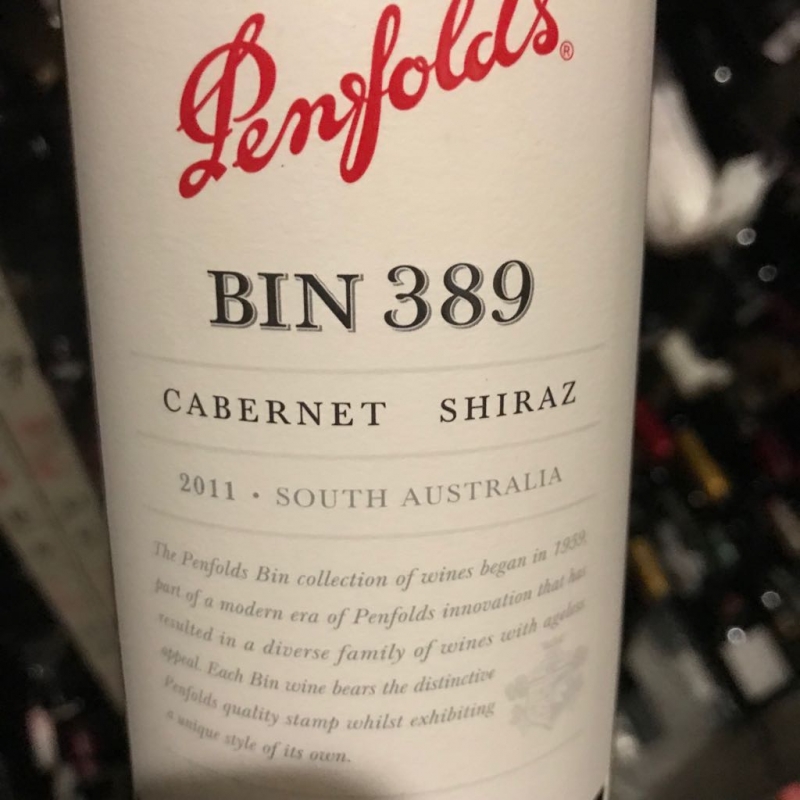 Penfolds®
BIN 389
CABERNET SHIRAZ
2011 • SOUTH AUSTRALIA
The Penfolds Bin collection of wines began in 1959,
part of a modern era of Penfolds innovation that has
resulted in a diverse family of wines with ageless
appeal. Each Bin wine bears the distinctive
Penfolds quality stamp whilst exhibiting
a unique style of its own.